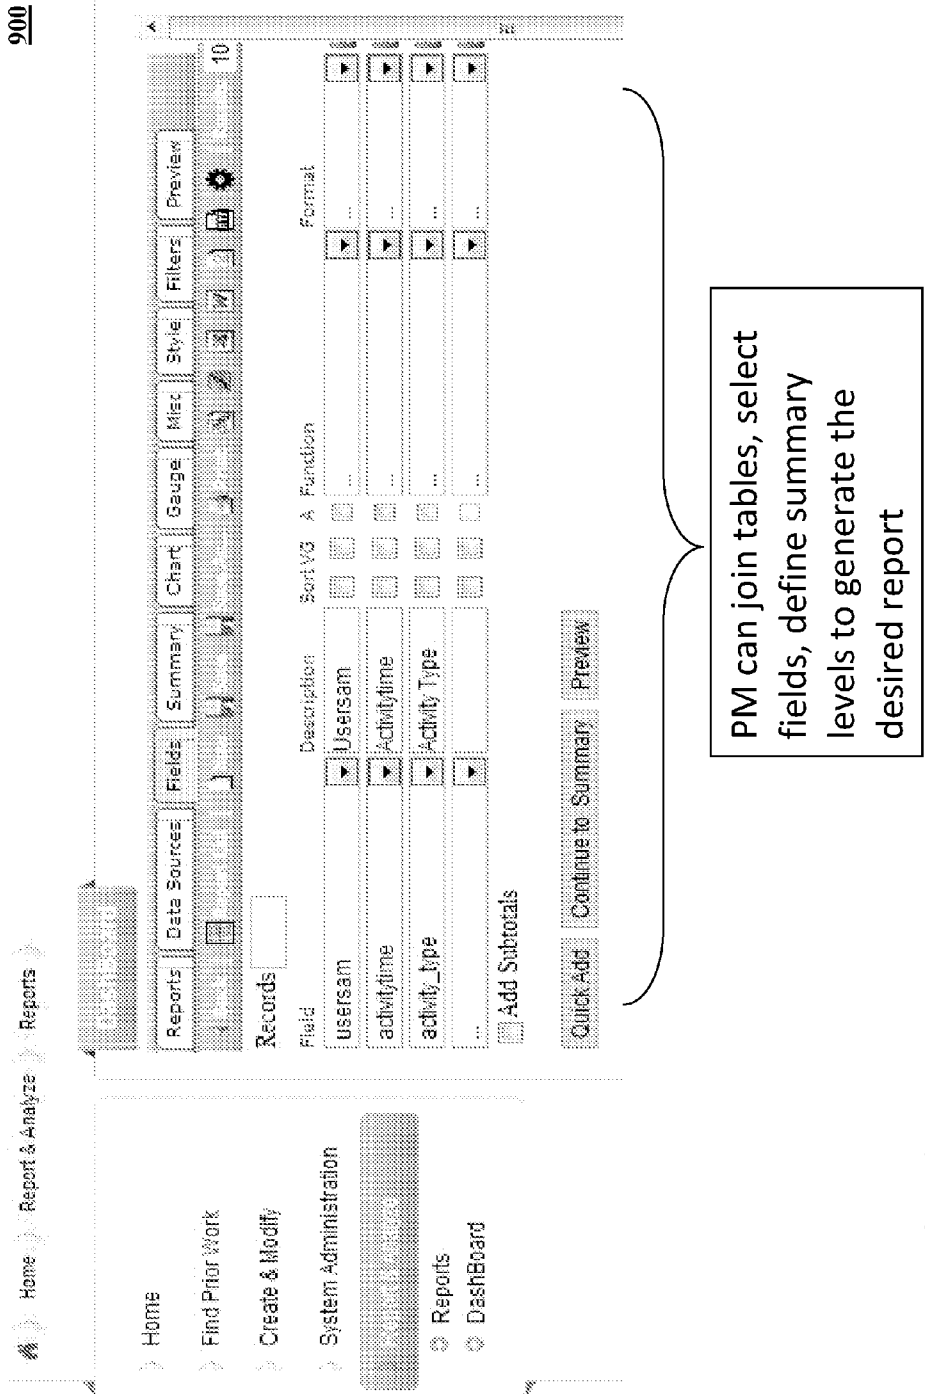 900
Home Report & Analyze Reports
Home
Find Prior Work
Create & Modify
System Administration
Reports
DashBoard
Reports Data Sources Fields Summary Chart Gauge Misc Style Filters Preview
10
Records
Field Description Sort VG A Function Format
usersam Usersam ... ...
activitytime Activitytime ... ...
activity_type Activity Type ... ...
... ... ...
Add Subtotals
Quick Add Continue to Summary Preview
PM can join tables, select
fields, define summary
levels to generate the
desired report